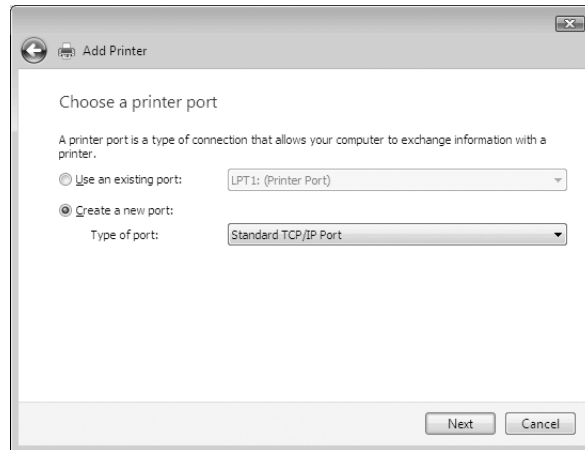 Add Printer
Choose a printer port
A printer port is a type of connection that allows your computer to exchange information with a
printer.
Use an existing port: LPT1: (Printer Port)
Create a new port:
Type of port: Standard TCP/IP Port
Next Cancel